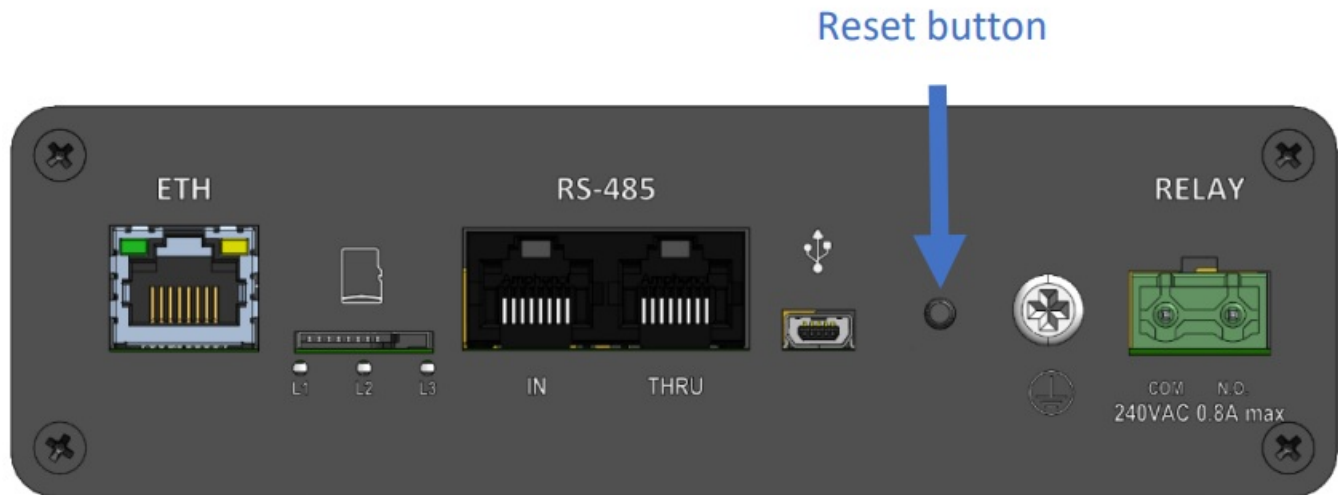 Reset button
ETH
RS-485
RELAY
L1 L2 L3
IN THRU
COM N.O.
240VAC 0.8A max